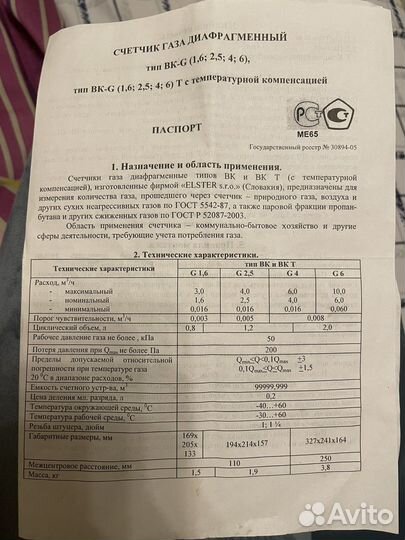 СЧЕТЧИК ГАЗА ДИАФРАГМЕННЫЙ
тип ВК-G (1,6; 2,5; 4; 6),
тип ВК-G (1,6; 2,5; 4; 6) Т с температурной компенсацией
ПАСПОРТ
РСТ
МЕ65
Государственный реестр № 30894-05
1. Назначение и область применения.
Счетчики газа диафрагменные типов ВК и ВК Т (с температурной
компенсацией), изготовленные фирмой «ELSTER s.r.o.» (Словакия), предназначены для
измерения количества газа, прошедшего через счетчик – природного газа, воздуха и
других сухих неагрессивных газов по ГОСТ 5542-87, а также паровой фракции пропан-
бутана и других сжиженных газов по ГОСТ Р 52087-2003.
Область применения счетчика – коммунально-бытовое хозяйство и другие
сферы деятельности, требующие учета потребления газа.
2. Технические характеристики.
Технические характеристики тип ВК и ВК Т
G 1,6 G 2,5 G 4 G 6
Расход, м³/ч
- максимальный 3,0 4,0 6,0 10,0
- номинальный 1,6 2,5 4,0 6,0
- минимальный 0,016 0,016 0,016 0,060
Порог чувствительности, м³/ч 0,003 0,005 0,008
Циклический объем, л 0,8 1,2 2,0
Рабочее давление газа не более , кПа 50
Потеря давления при Qmax не более Па 200
Пределы допускаемой относительной Qmin≤Q<0,1Qmax ±3
погрешности при температуре газа 0,1Qmax≤Q≤Qmax ±1,5
20 ⁰С в диапазоне расходов, %
Емкость счетного устр-ва, м³ 99999,999
Цена деления мл. разряда, л 0,2
Температура окружающей среды, ⁰С -40…+60
Температура рабочей среды, ⁰С -30…+60
Резьба штуцера, дюйм 1; 1 ¼
Габаритные размеры, мм 169х 194х214х157 327х241х164
205х
133
250
Межцентровое расстояние, мм 110
Масса, кг 1,5 1,9 3,8
Avito